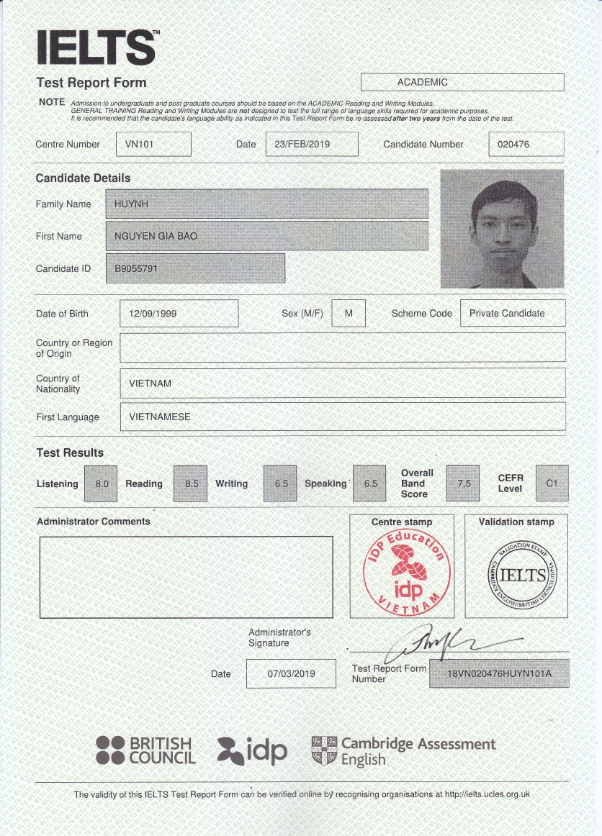 IELTS™
Test Report Form
ACADEMIC
NOTE Admission to undergraduate and post graduate courses should be based on the ACADEMIC Reading and Writing Modules.
GENERAL TRAINING Reading and Writing Modules are not designed to test the full range of language skills required for academic purposes.
It is recommended that the candidate's language ability as indicated in this Test Report Form be re-assessed after two years from the date of the test.
Centre Number VN101 Date 23/FEB/2019 Candidate Number 020476
Candidate Details
Family Name HUYNH
First Name NGUYEN GIA BAO
Candidate ID B9055791
Date of Birth 12/09/1999 Sex (M/F) M Scheme Code Private Candidate
Country or Region
of Origin
Country of
Nationality
VIETNAM
First Language VIETNAMESE
Test Results
Listening 8.0 Reading 8.5 Writing 6.5 Speaking 6.5 Overall
Band
Score 7.5 CEFR
Level C1
Administrator Comments
Centre stamp
IDP Education
idp
VIETNAM
Validation stamp
VALIDATION STAMP
IELTS
Administrator's
Signature
Date 07/03/2019
Test Report Form
Number
18VN020476HUYN101A
BRITISH
COUNCIL
idp
Cambridge Assessment
English
The validity of this IELTS Test Report Form can be verified online by recognising organisations at http://ielts.ucles.org.uk